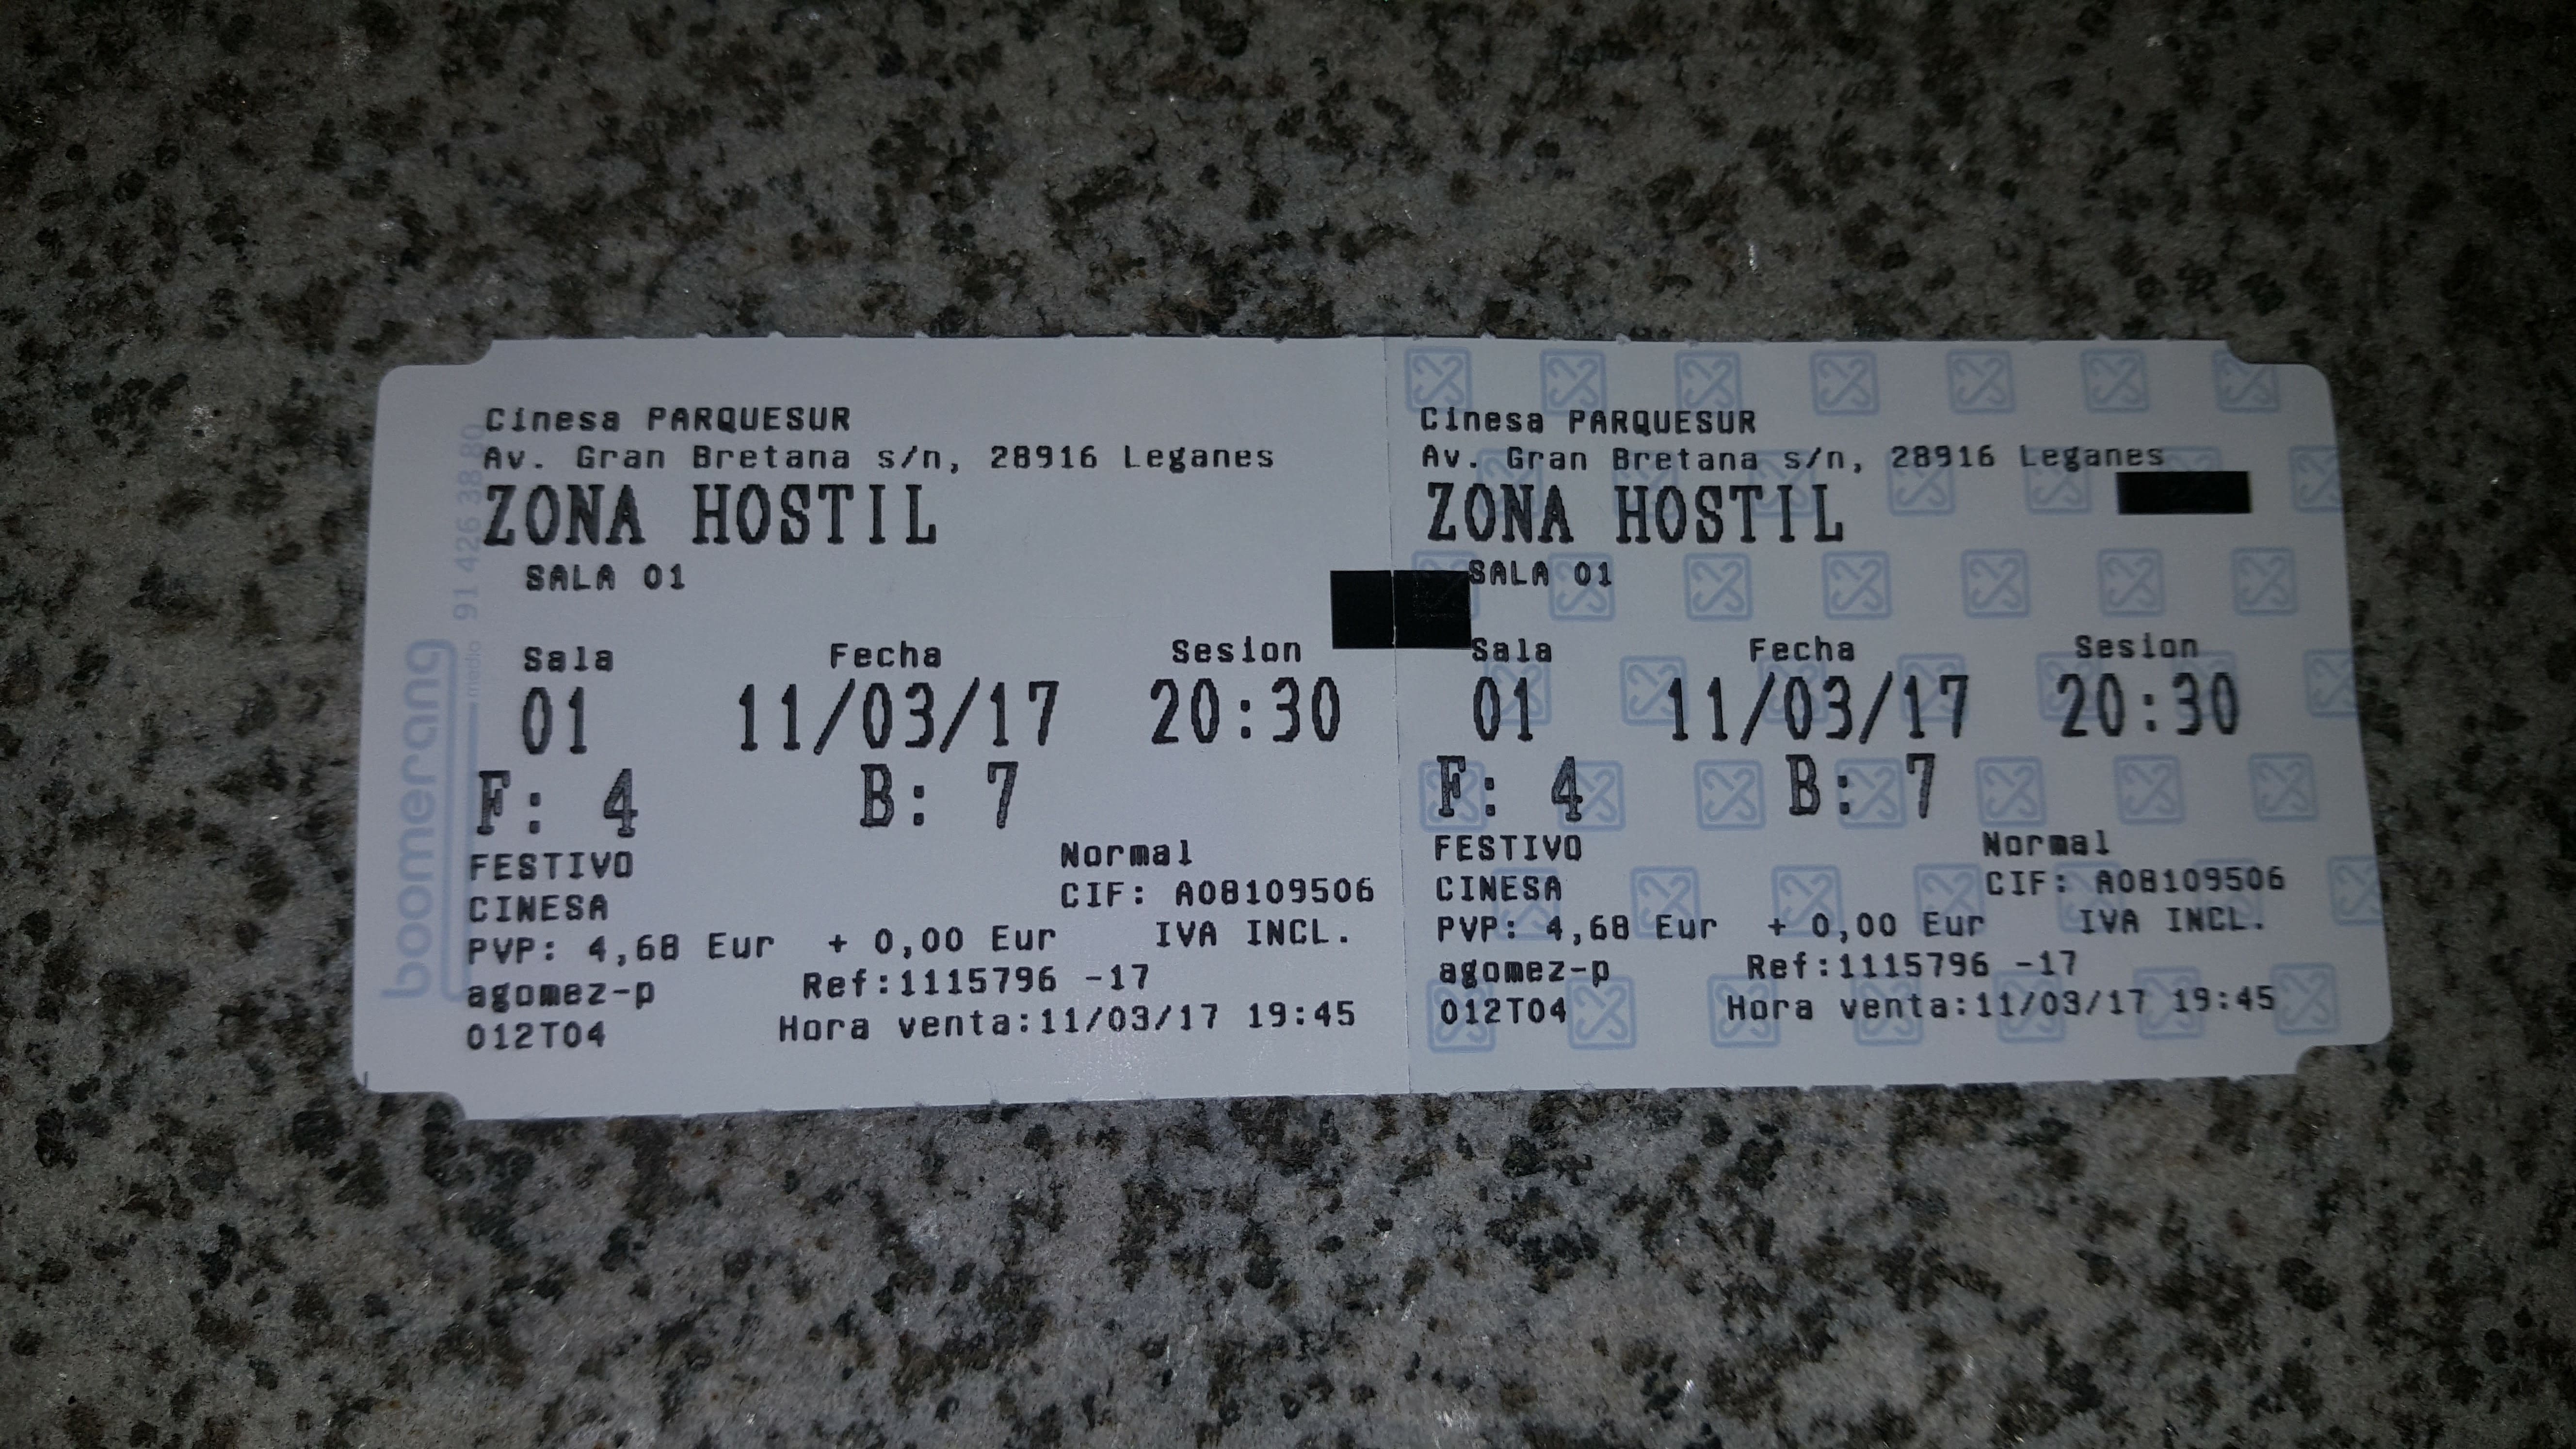 Cinesa PARQUESUR
Av. Gran Bretana s/n, 28916 Leganes
ZONA HOSTIL
SALA 01
Sala Fecha Sesion
01 11/03/17 20:30
F: 4 B: 7
FESTIVO Normal
CINESA CIF: A08109506
PVP: 4,68 Eur + 0,00 Eur IVA INCL.
agomez-p Ref:1115796 -17
012T04 Hora venta:11/03/17 19:45
boomerang
medio 91 426 38 80
Cinesa PARQUESUR
Av. Gran Bretana s/n, 28916 Leganes
ZONA HOSTIL
SALA 01
Sala Fecha Sesion
01 11/03/17 20:30
F: 4 B: 7
FESTIVO Normal
CINESA CIF: A08109506
PVP: 4,68 Eur + 0,00 Eur IVA INCL.
agomez-p Ref:1115796 -17
012T04 Hora venta:11/03/17 19:45